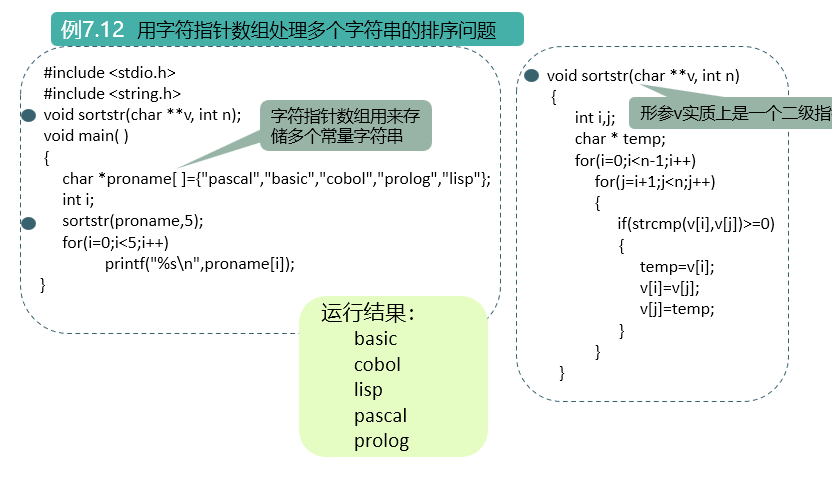 例7.12 用字符指针数组处理多个字符串的排序问题
#include <stdio.h>
#include <string.h>
void sortstr(char **v, int n);
void main( )
{
char *proname[ ]={"pascal","basic","cobol","prolog","lisp"};
int i;
sortstr(proname,5);
for(i=0;i<5;i++)
printf("%s\n",proname[i]);
}
字符指针数组用来存
储多个常量字符串
运行结果：
basic
cobol
lisp
pascal
prolog
void sortstr(char **v, int n)
{
形参v实质上是一个二级指
int i,j;
char * temp;
for(i=0;i<n-1;i++)
for(j=i+1;j<n;j++)
{
if(strcmp(v[i],v[j])>=0)
{
temp=v[i];
v[i]=v[j];
v[j]=temp;
}
}
}